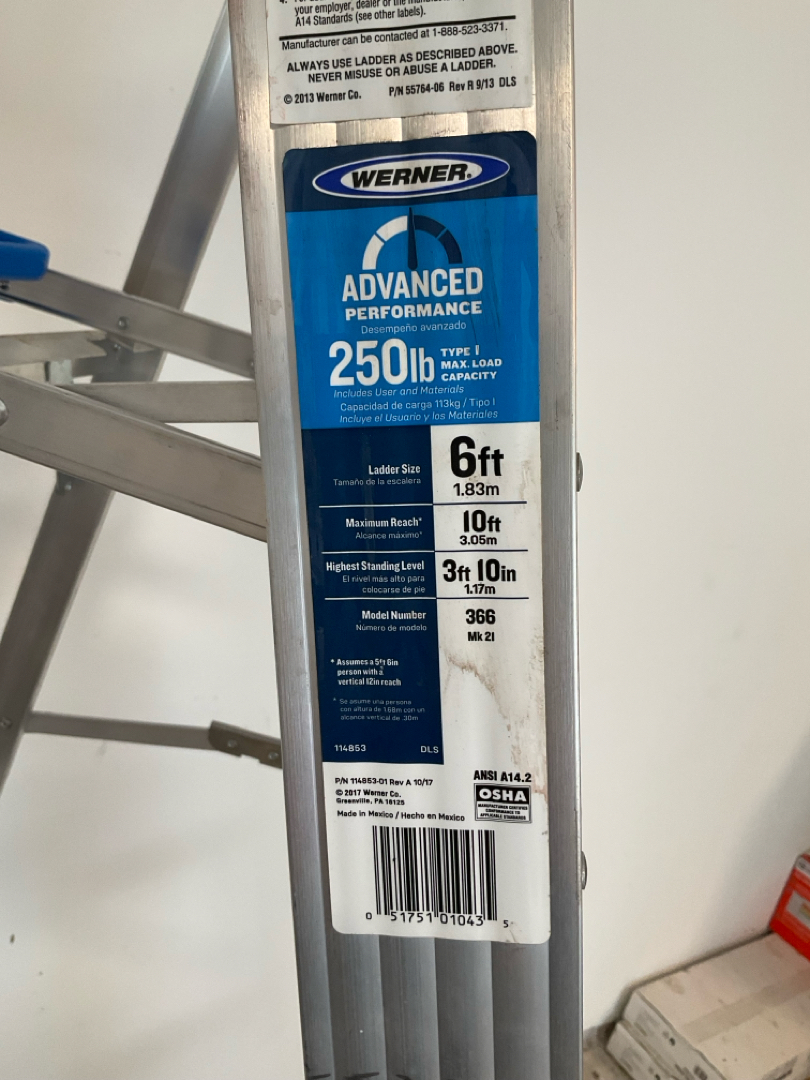 your employer, dealer or the
A14 Standards (see other labels).
Manufacturer can be contacted at 1-888-523-3371.
ALWAYS USE LADDER AS DESCRIBED ABOVE.
NEVER MISUSE OR ABUSE A LADDER.
© 2013 Werner Co. P/N 55764-06 Rev R 9/13 DLS
WERNER.
ADVANCED
PERFORMANCE
Desempeño avanzado
250lb TYPE I
MAX. LOAD
CAPACITY
Includes User and Materials
Capacidad de carga 113kg / Tipo I
Incluye el Usuario y los Materiales
Ladder Size 6ft
Tamaño de la escalera 1.83m
Maximum Reach* 10ft
Alcance máximo* 3.05m
Highest Standing Level 3ft 10in
El nivel más alto para
colocarse de pie 1.17m
Model Number 366
Número de modelo Mk 21
* Assumes a 5ft 6in
person with a
vertical 12in reach
* Se asume una persona
con altura de 1.68m con un
alcance vertical de .30m
114853 DLS
P/N 114853-01 Rev A 10/17
© 2017 Werner Co.
Greenville, PA 16125
Made in Mexico / Hecho en Mexico
ANSI A14.2
OSHA
MANUFACTURER CERTIFIES
CONFORMANCE TO
APPLICABLE STANDARDS
0 51751 01043 5